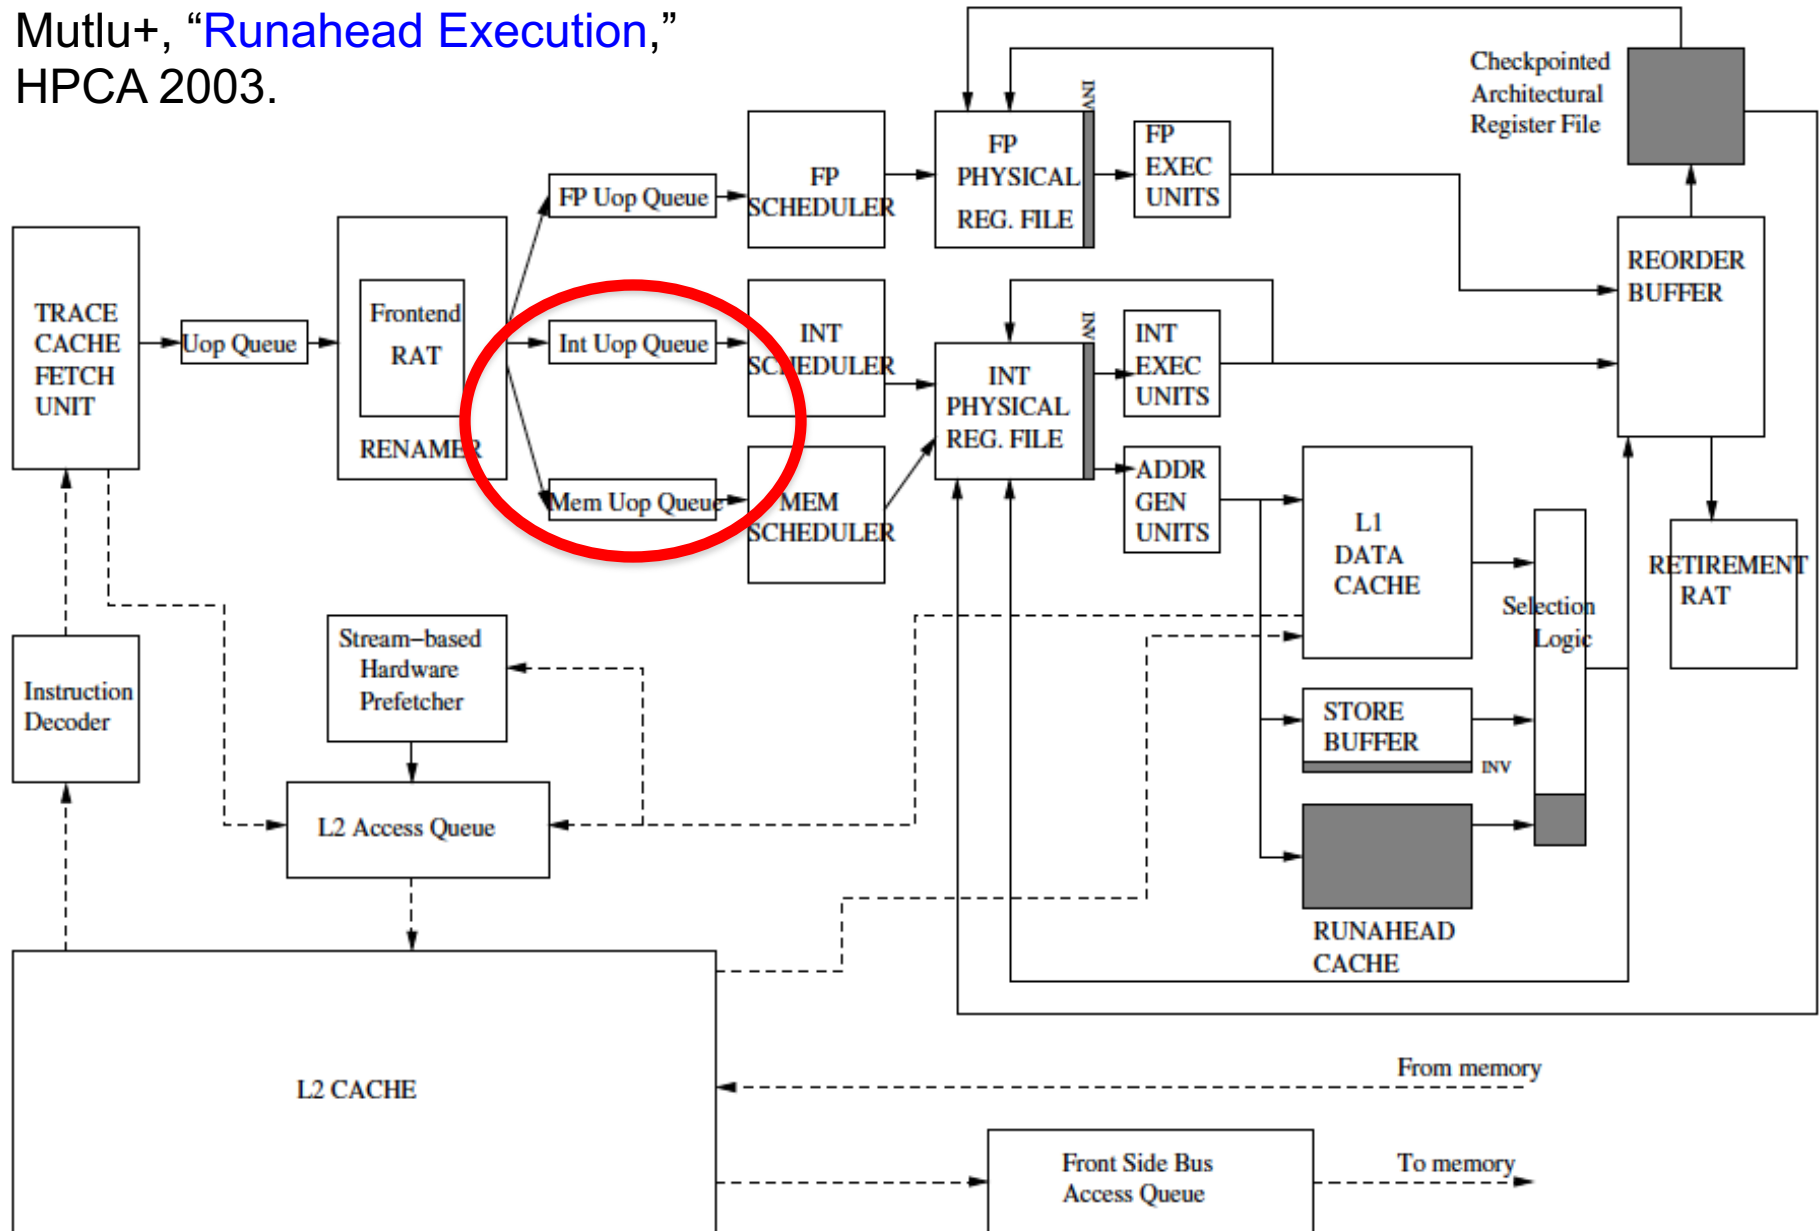 Mutlu+, “Runahead Execution,”
HPCA 2003.
Checkpointed
Architectural
Register File
INV
FP
PHYSICAL
REG. FILE
FP
EXEC
UNITS
FP Uop Queue
FP
SCHEDULER
REORDER
BUFFER
TRACE
CACHE
FETCH
UNIT
Uop Queue
Frontend
RAT
RENAMER
Int Uop Queue
INT
SCHEDULER
INV
INT
PHYSICAL
REG. FILE
INT
EXEC
UNITS
Mem Uop Queue
MEM
SCHEDULER
ADDR
GEN
UNITS
L1
DATA
CACHE
Selection
Logic
RETIREMENT
RAT
Instruction
Decoder
Stream−based
Hardware
Prefetcher
STORE
BUFFER
INV
L2 Access Queue
RUNAHEAD
CACHE
L2 CACHE
From memory
Front Side Bus
Access Queue
To memory